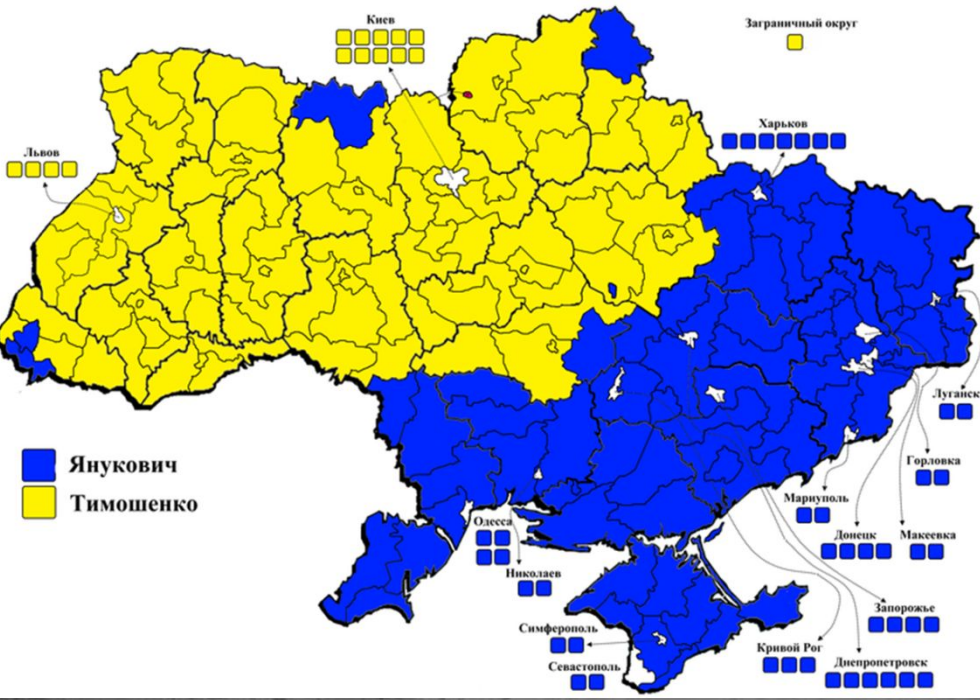 Киев
Заграничный округ
Харьков
Львов
Луганск
Янукович
Горловка
Тимошенко
Мариуполь
Одесса
Донецк
Макеевка
Николаев
Запорожье
Симферополь
Кривой Рог
Севастополь
Днепропетровск